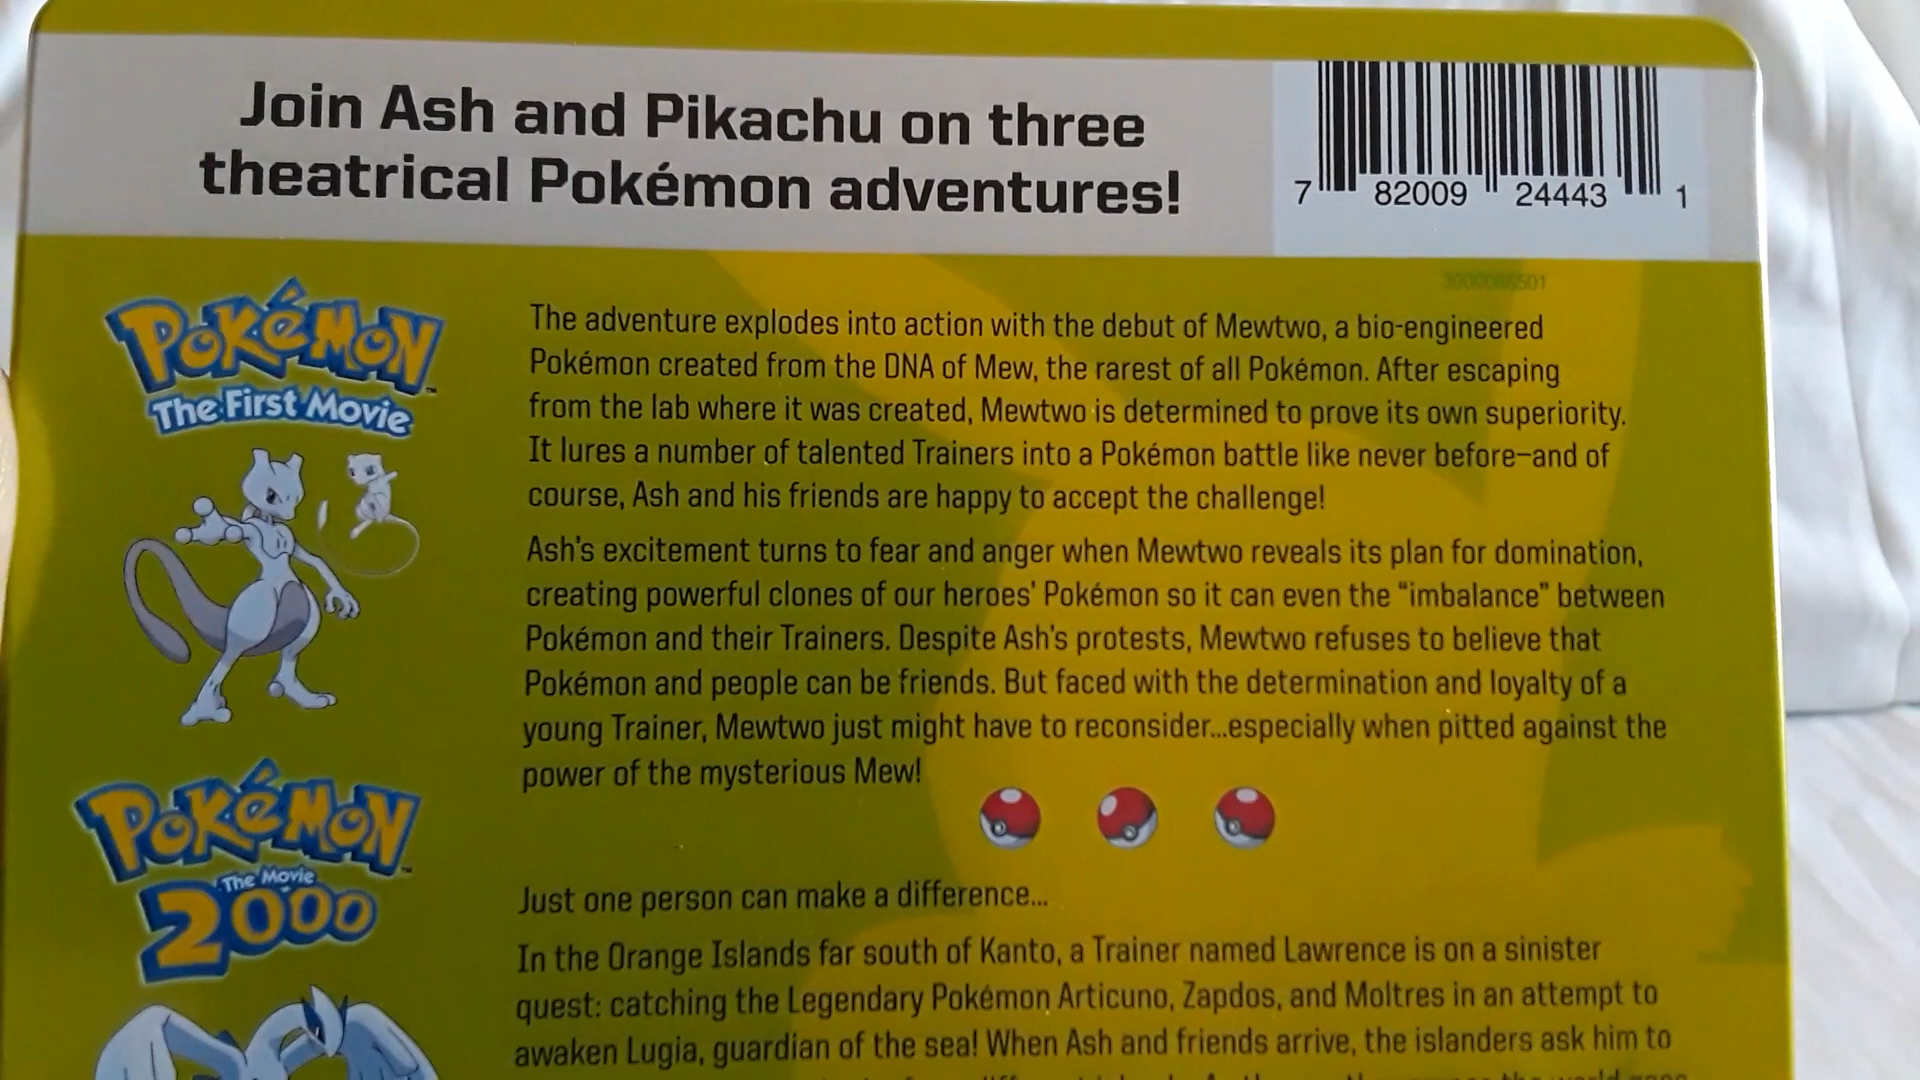 Join Ash and Pikachu on three
theatrical Pokémon adventures!
7 82009 24443 1
POKéMON
The First Movie
The adventure explodes into action with the debut of Mewtwo, a bio-engineered
Pokémon created from the DNA of Mew, the rarest of all Pokémon. After escaping
from the lab where it was created, Mewtwo is determined to prove its own superiority.
It lures a number of talented Trainers into a Pokémon battle like never before—and of
course, Ash and his friends are happy to accept the challenge!
Ash's excitement turns to fear and anger when Mewtwo reveals its plan for domination,
creating powerful clones of our heroes' Pokémon so it can even the "imbalance" between
Pokémon and their Trainers. Despite Ash's protests, Mewtwo refuses to believe that
Pokémon and people can be friends. But faced with the determination and loyalty of a
young Trainer, Mewtwo just might have to reconsider...especially when pitted against the
power of the mysterious Mew!
POKéMON
The Movie
2000
Just one person can make a difference...
In the Orange Islands far south of Kanto, a Trainer named Lawrence is on a sinister
quest: catching the Legendary Pokémon Articuno, Zapdos, and Moltres in an attempt to
awaken Lugia, guardian of the sea! When Ash and friends arrive, the islanders ask him to